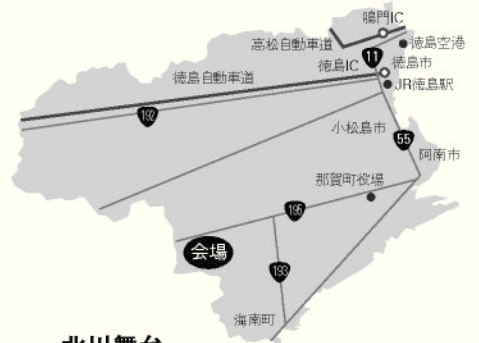 鳴門IC
高松自動車道
徳島空港
11
徳島IC
徳島市
徳島自動車道
JR徳島駅
192
小松島市
55
阿南市
那賀町役場
195
会場
193
海南町
北川舞台